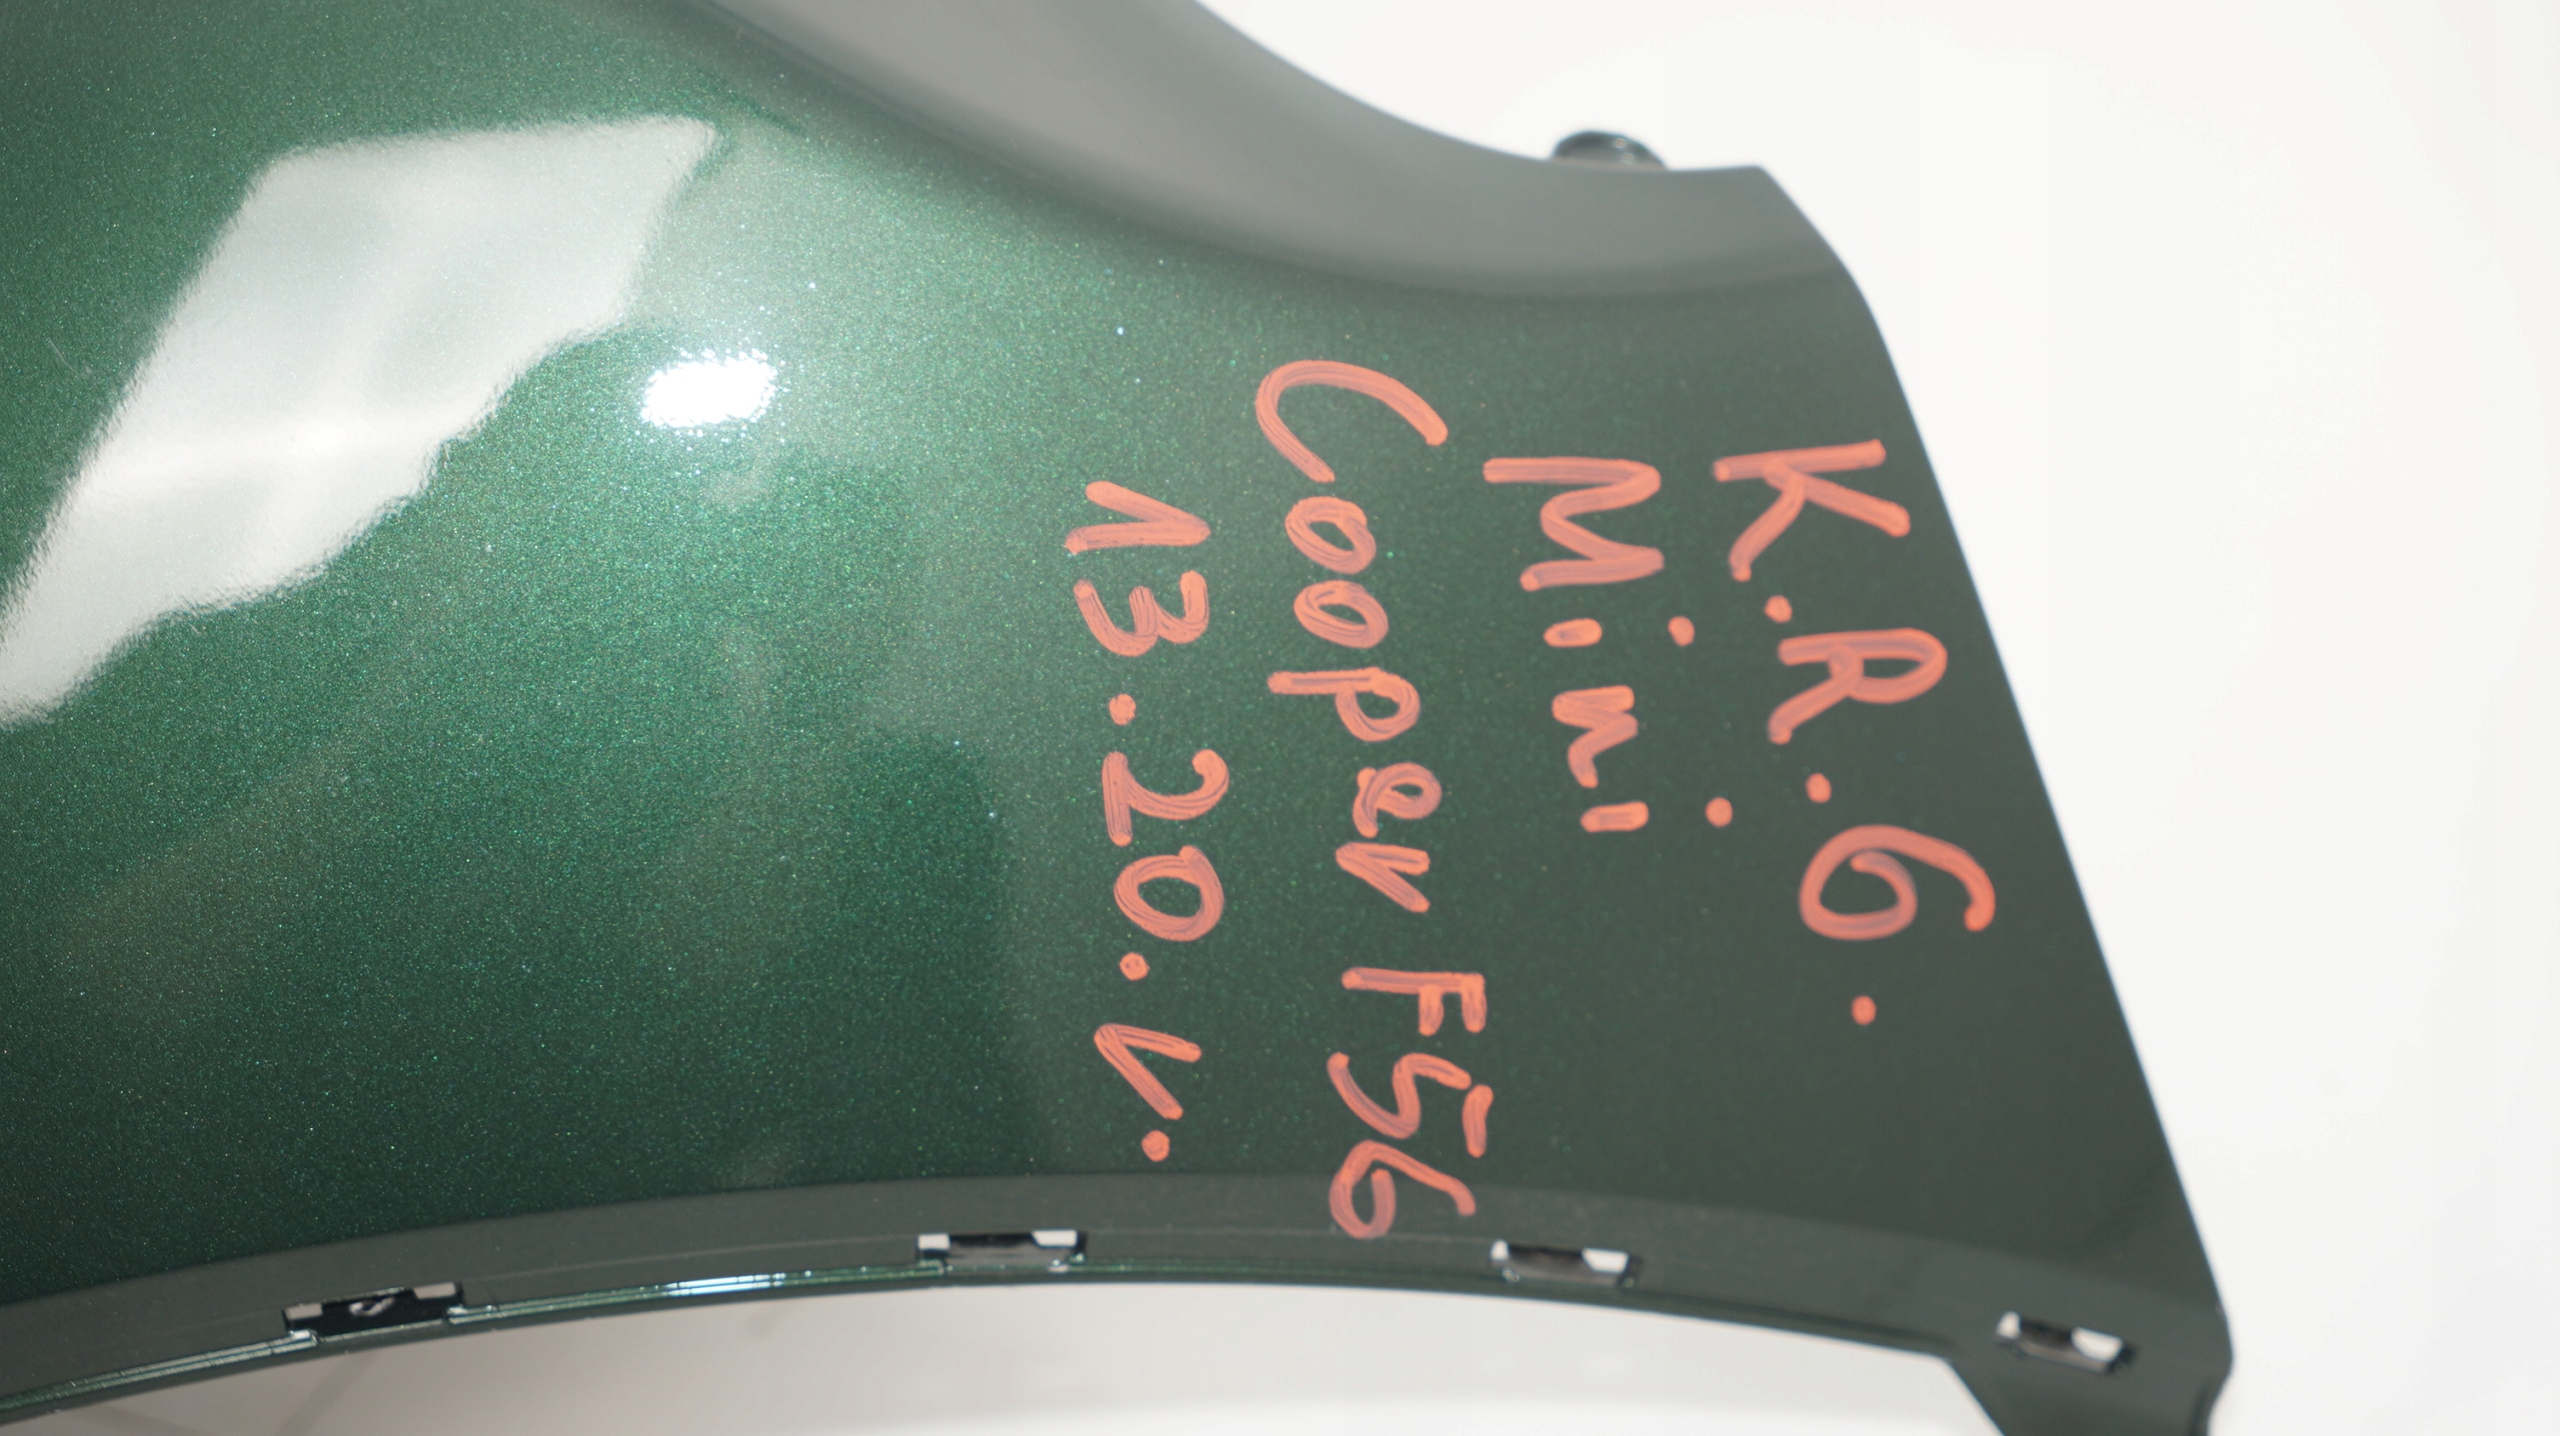 K.R.6.
Mini
Cooper F56
13.20.V.